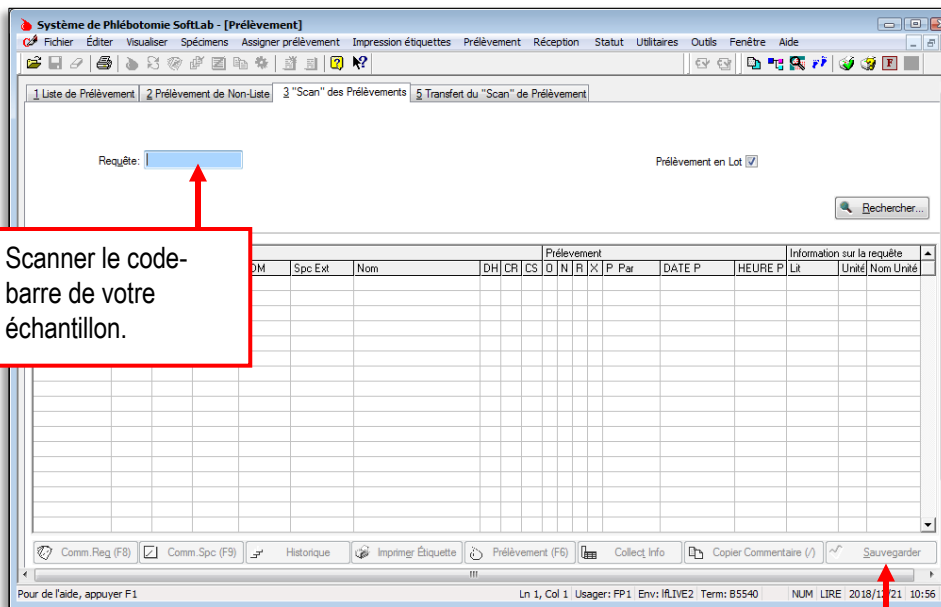 Système de Phlébotomie SoftLab - [Prélèvement]
Fichier Éditer Visualiser Spécimens Assigner prélèvement Impression étiquettes Prélèvement Réception Statut Utilitaires Outils Fenêtre Aide
1 Liste de Prélèvement 2 Prélèvement de Non-Liste 3 "Scan" des Prélèvements 5 Transfert du "Scan" de Prélèvement
Requête: Prélèvement en Lot
Rechercher...
Scanner le code-
barre de votre
échantillon.
Prélevement Information sur la requête
Spc Ext Nom DH CR CS O N R X P Par DATE P HEURE P Lit Unité Nom Unité
Comm.Req (F8) Comm.Spc (F9) Historique Imprimer Étiquette Prélèvement (F6) Collect Info Copier Commentaire (/) Sauvegarder
Pour de l'aide, appuyer F1 Ln 1, Col 1 Usager: FP1 Env: lfLIVE2 Term: B5540 NUM LIRE 2018/12/21 10:56